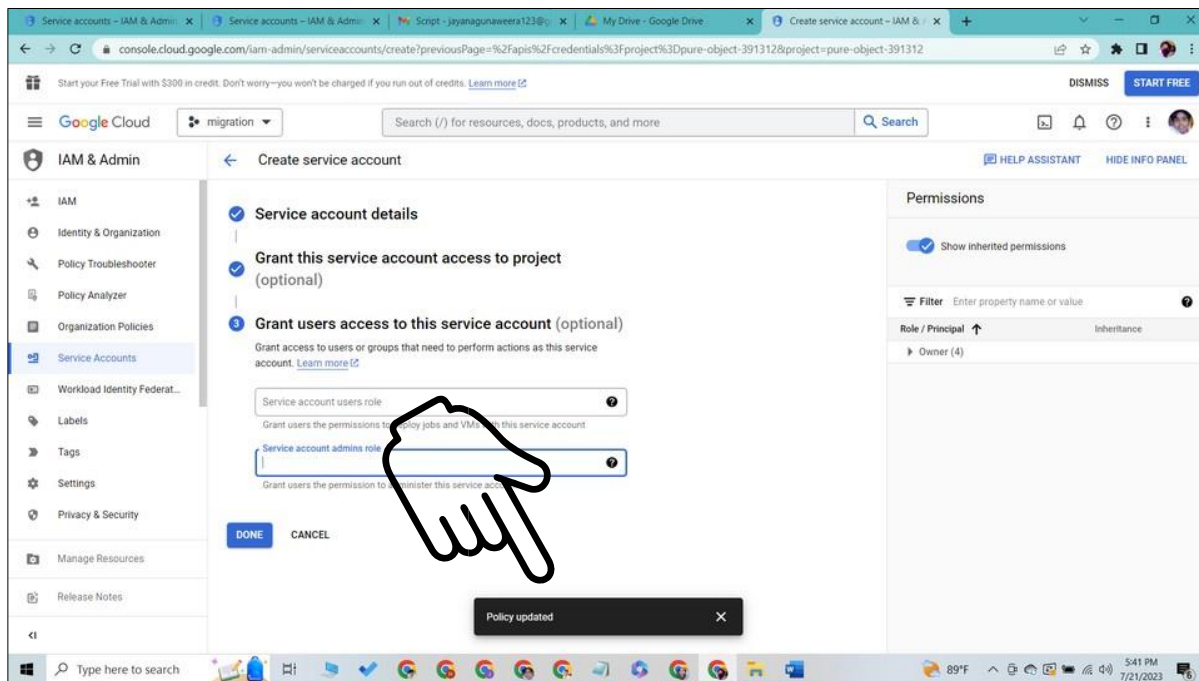 Service accounts – IAM & Admin
Service accounts – IAM & Admin
Script - jayanagunaweera123@g
My Drive - Google Drive
Create service account – IAM &
console.cloud.google.com/iam-admin/serviceaccounts/create?previousPage=%2Fapis%2Fcredentials%3Fproject%3Dpure-object-391312&project=pure-object-391312
Start your Free Trial with $300 in credit. Don't worry—you won't be charged if you run out of credits. Learn more
DISMISS
START FREE
Google Cloud
migration
Search (/) for resources, docs, products, and more
Search
IAM & Admin
Create service account
HELP ASSISTANT
HIDE INFO PANEL
IAM
Identity & Organization
Policy Troubleshooter
Policy Analyzer
Organization Policies
Service Accounts
Workload Identity Federat...
Labels
Tags
Settings
Privacy & Security
Manage Resources
Release Notes
Service account details
Grant this service account access to project
(optional)
3 Grant users access to this service account (optional)
Grant access to users or groups that need to perform actions as this service
account. Learn more
Service account users role
Grant users the permissions to deploy jobs and VMs with this service account
Service account admins role
Grant users the permission to administer this service
DONE
CANCEL
Policy updated
Permissions
Show inherited permissions
Filter Enter property name or value
Role / Principal
Inheritance
Owner (4)
Type here to search
89°F
5:41 PM
7/21/2023